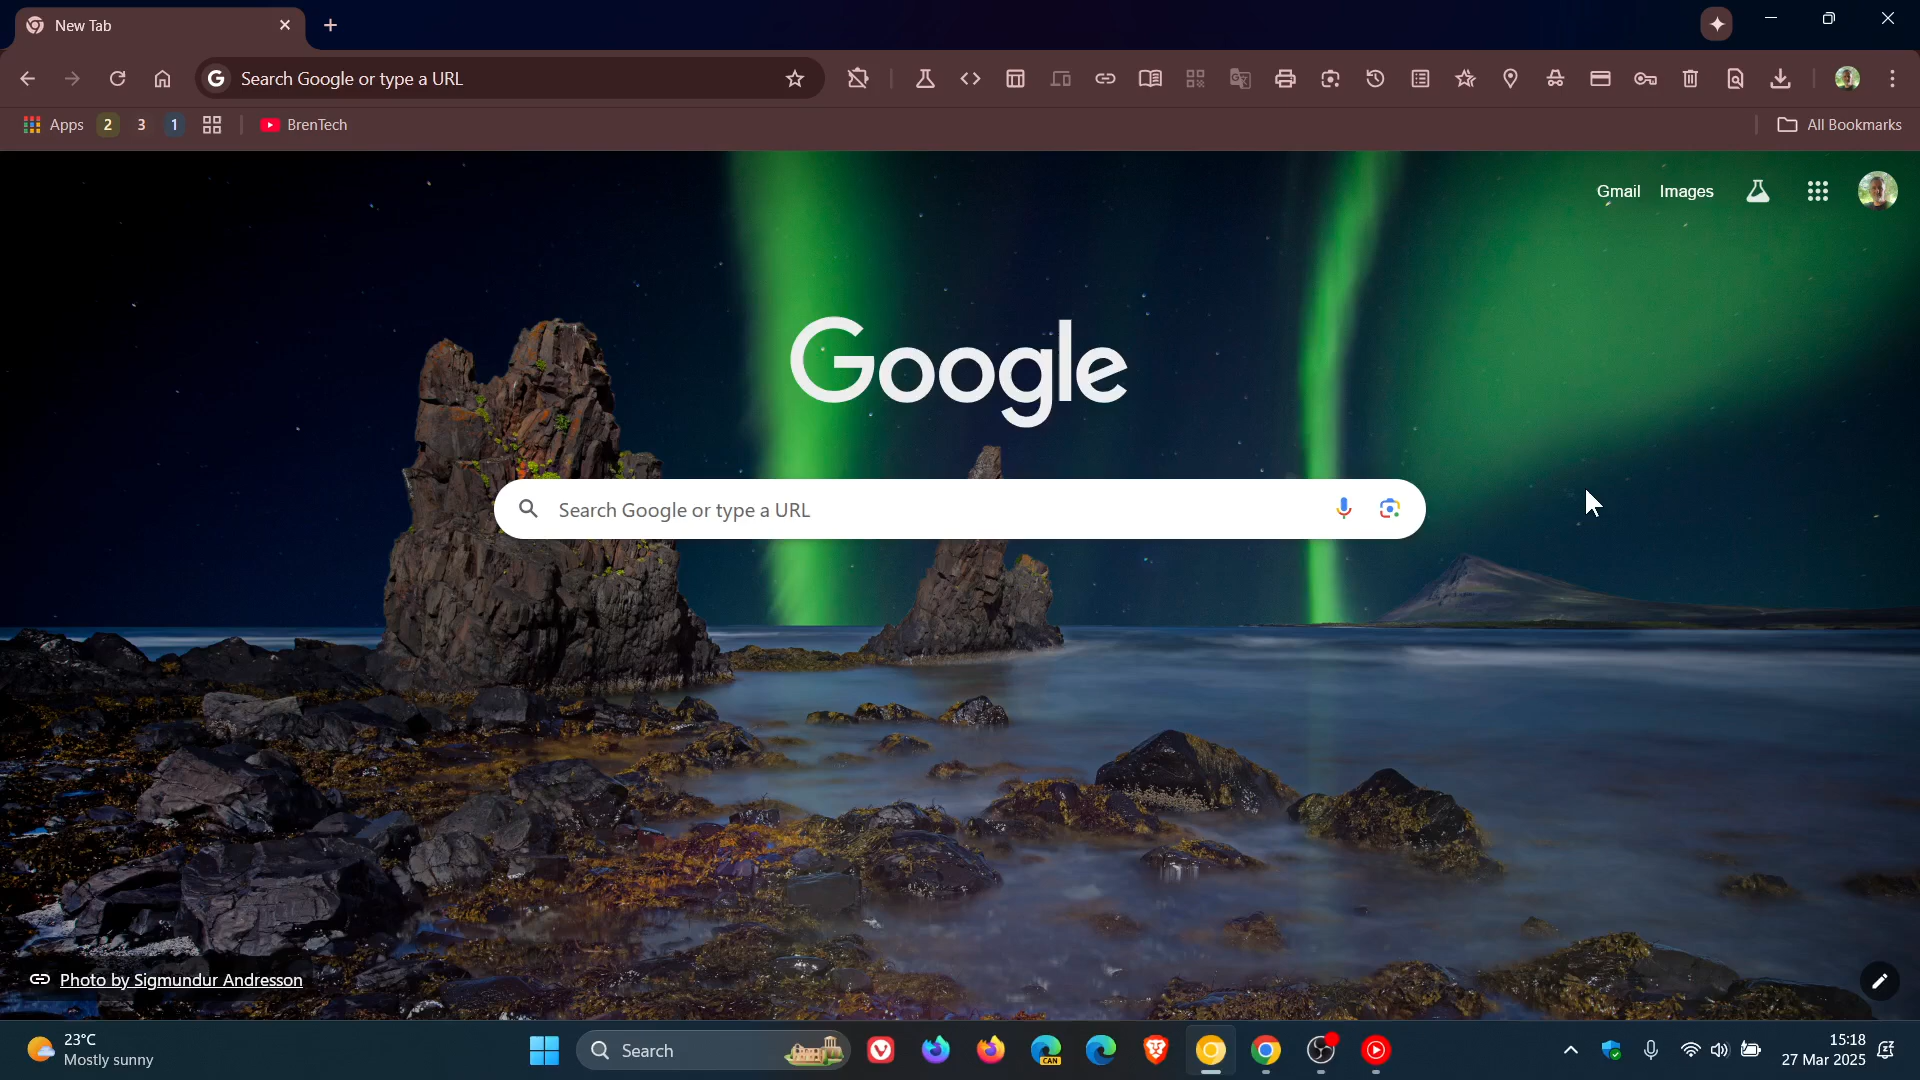 New Tab
Search Google or type a URL
Apps 2 3 1 BrenTech All Bookmarks
Gmail Images
Google
Search Google or type a URL
Photo by Sigmundur Andresson
23°C
Mostly sunny
Search
CAN
15:18
27 Mar 2025